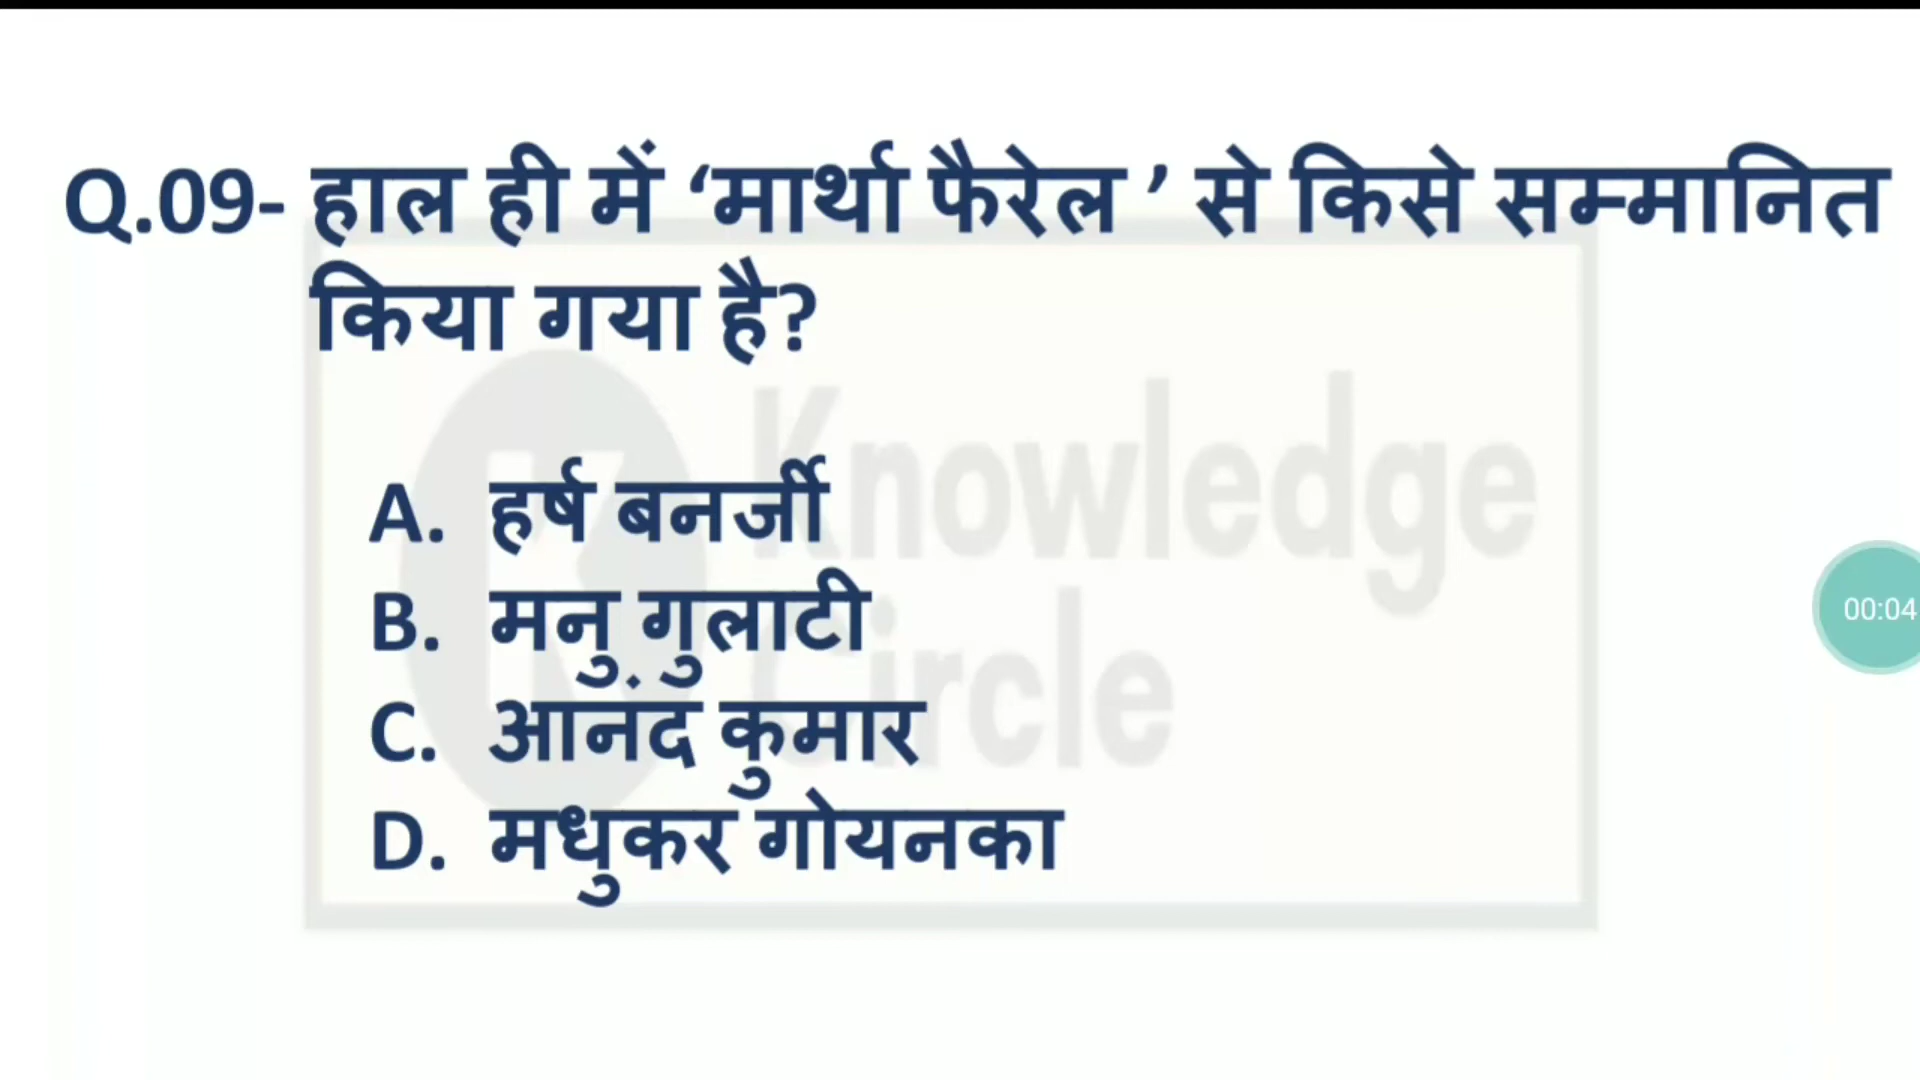 Q.09- हाल ही में ‘मार्था फैरेल ’ से किसे सम्मानित
किया गया है?
A. हर्ष बनर्जी
B. मनु गुलाटी
C. आनंद कुमार
D. मधुकर गोयनका
Knowledge
Circle
00:04